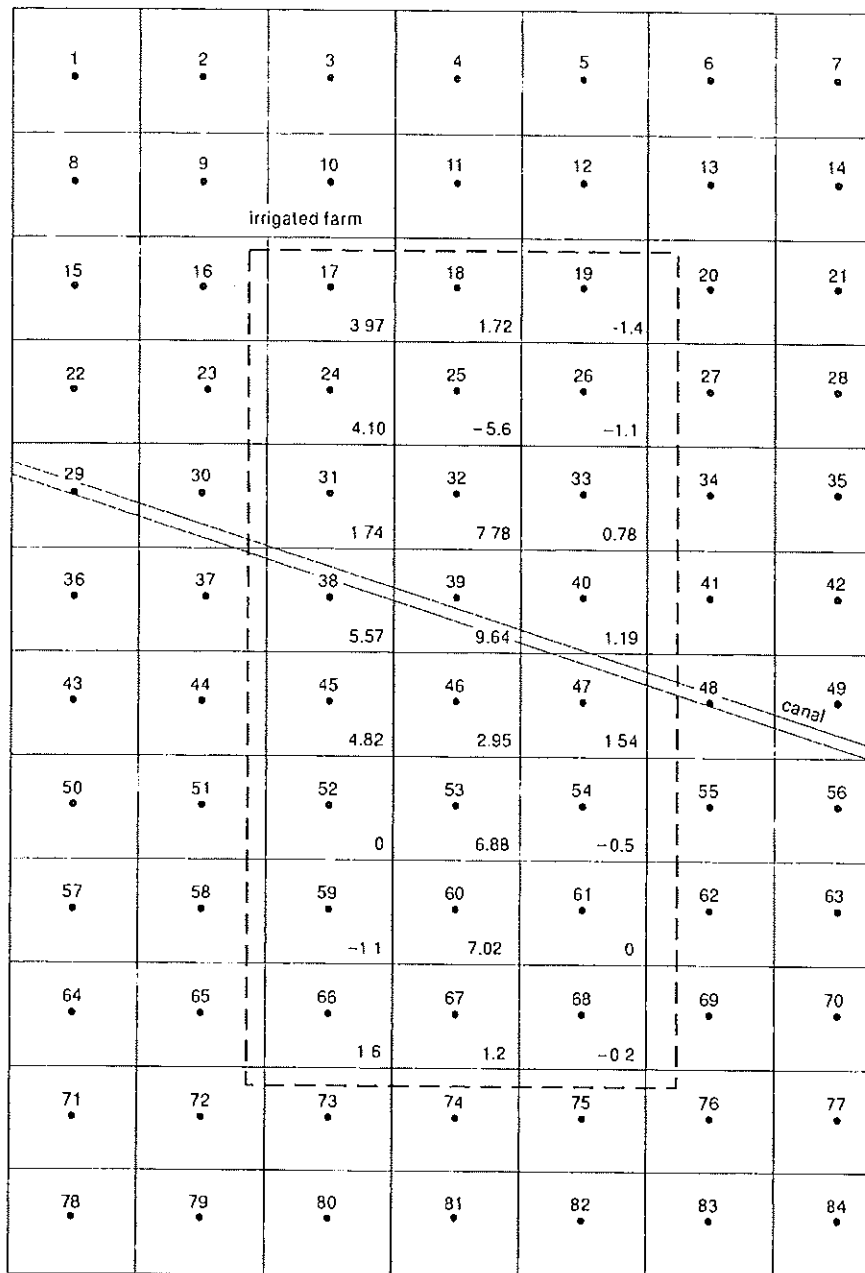 1 2 3 4 5 6 7
8 9 10 11 12 13 14
irrigated farm
15 16 17 18 19 20 21
3 97 1.72 -1.4
22 23 24 25 26 27 28
4.10 -5.6 -1.1
29 30 31 32 33 34 35
1 74 7 78 0.78
36 37 38 39 40 41 42
5.57 9.64 1.19
43 44 45 46 47 48 49
canal
4.82 2.95 1 54
50 51 52 53 54 55 56
0 6.88 -0.5
57 58 59 60 61 62 63
-1 1 7.02 0
64 65 66 67 68 69 70
1 6 1.2 -0 2
71 72 73 74 75 76 77
78 79 80 81 82 83 84